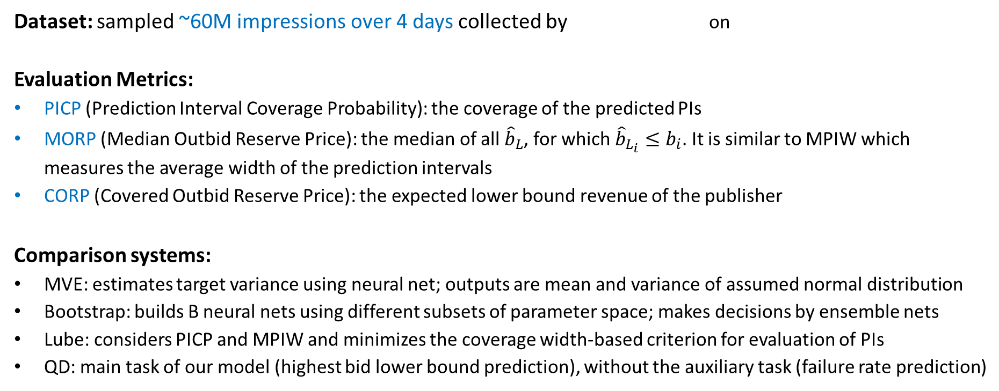 Dataset: sampled ~60M impressions over 4 days collected by on
Evaluation Metrics:
• PICP (Prediction Interval Coverage Probability): the coverage of the predicted PIs
• MORP (Median Outbid Reserve Price): the median of all b̂_L, for which b̂_{L_i} ≤ b_i. It is similar to MPIW which
measures the average width of the prediction intervals
• CORP (Covered Outbid Reserve Price): the expected lower bound revenue of the publisher
Comparison systems:
• MVE: estimates target variance using neural net; outputs are mean and variance of assumed normal distribution
• Bootstrap: builds B neural nets using different subsets of parameter space; makes decisions by ensemble nets
• Lube: considers PICP and MPIW and minimizes the coverage width-based criterion for evaluation of PIs
• QD: main task of our model (highest bid lower bound prediction), without the auxiliary task (failure rate prediction)